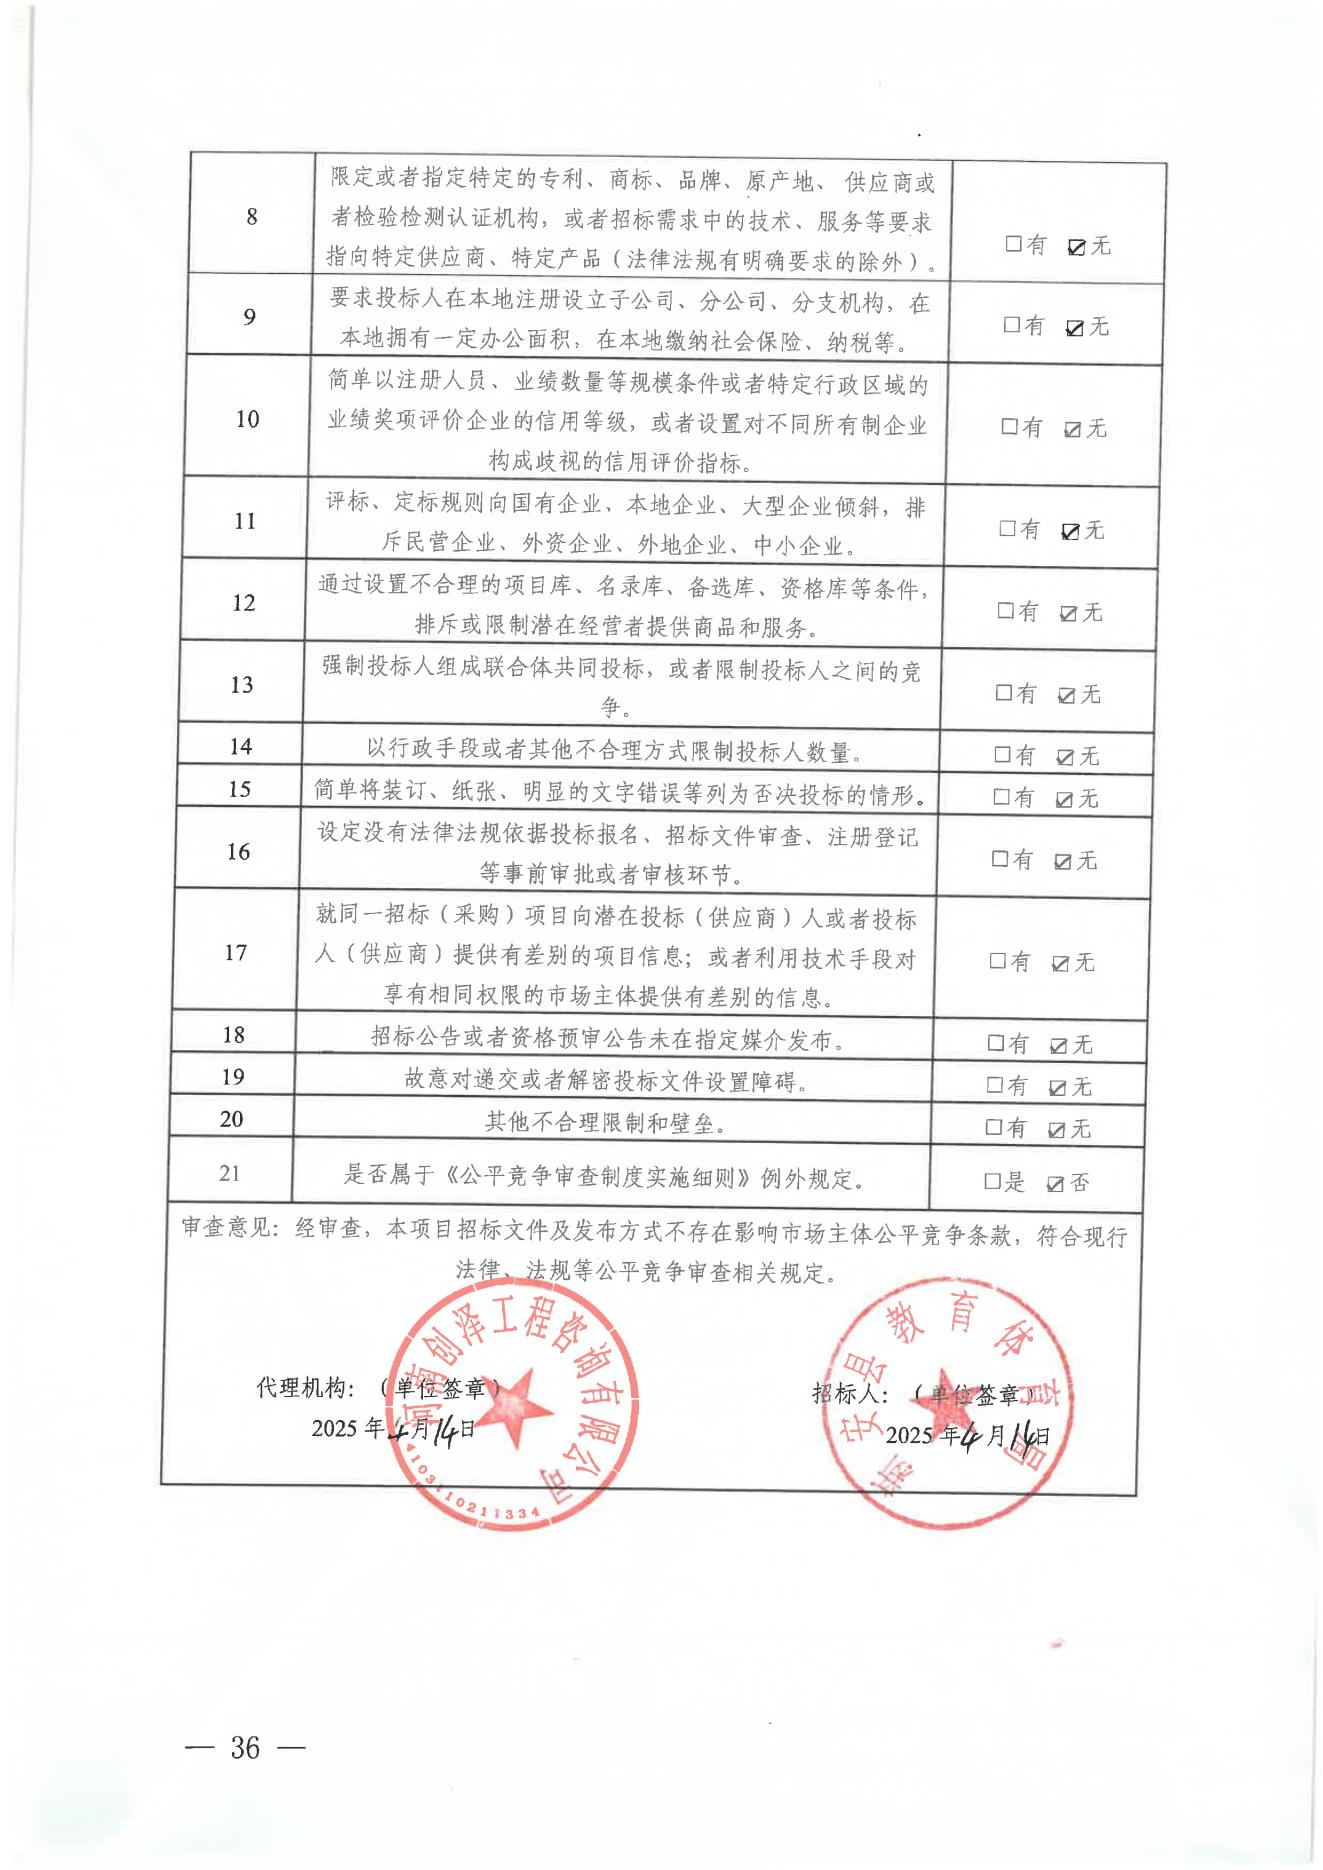 8
限定或者指定特定的专利、商标、品牌、原产地、 供应商或
者检验检测认证机构，或者招标需求中的技术、服务等要求
指向特定供应商、特定产品（法律法规有明确要求的除外）。
□有 ☑无
9
要求投标人在本地注册设立子公司、分公司、分支机构，在
本地拥有一定办公面积，在本地缴纳社会保险、纳税等。
□有 ☑无
10
简单以注册人员、业绩数量等规模条件或者特定行政区域的
业绩奖项评价企业的信用等级，或者设置对不同所有制企业
构成歧视的信用评价指标。
□有 ☑无
11
评标、定标规则向国有企业、本地企业、大型企业倾斜，排
斥民营企业、外资企业、外地企业、中小企业。
□有 ☑无
12
通过设置不合理的项目库、名录库、备选库、资格库等条件，
排斥或限制潜在经营者提供商品和服务。
□有 ☑无
13
强制投标人组成联合体共同投标，或者限制投标人之间的竞
争。
□有 ☑无
14
以行政手段或者其他不合理方式限制投标人数量。
□有 ☑无
15
简单将装订、纸张、明显的文字错误等列为否决投标的情形。
□有 ☑无
16
设定没有法律法规依据投标报名、招标文件审查、注册登记
等事前审批或者审核环节。
□有 ☑无
17
就同一招标（采购）项目向潜在投标（供应商）人或者投标
人（供应商）提供有差别的项目信息；或者利用技术手段对
享有相同权限的市场主体提供有差别的信息。
□有 ☑无
18
招标公告或者资格预审公告未在指定媒介发布。
□有 ☑无
19
故意对递交或者解密投标文件设置障碍。
□有 ☑无
20
其他不合理限制和壁垒。
□有 ☑无
21
是否属于《公平竞争审查制度实施细则》例外规定。
□是 ☑否
审查意见：经审查，本项目招标文件及发布方式不存在影响市场主体公平竞争条款，符合现行
法律、法规等公平竞争审查相关规定。
代理机构：（单位签章）
2025年4月14日
河南创泽工程咨询有限公司
4103110211334
招标人：（单位签章）
2025年4月14日
新安县教育体育局
— 36 —